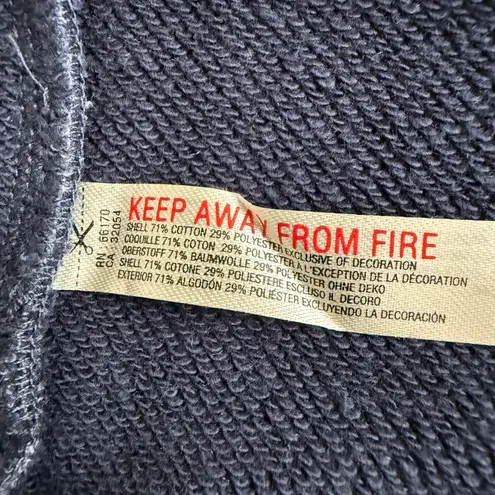 RN 66170
CA 32054
KEEP AWAY FROM FIRE
SHELL 71% COTTON 29% POLYESTER EXCLUSIVE OF DECORATION
COQUILLE 71% COTON 29% POLYESTER A L'EXCEPTION DE LA DÉCORATION
OBERSTOFF 71% BAUMWOLLE 29% POLYESTER OHNE DEKO
SHELL 71% COTONE 29% POLIESTERE ESCLUSO IL DECORO
EXTERIOR 71% ALGODÓN 29% POLIÉSTER EXCLUYENDO LA DECORACIÓN